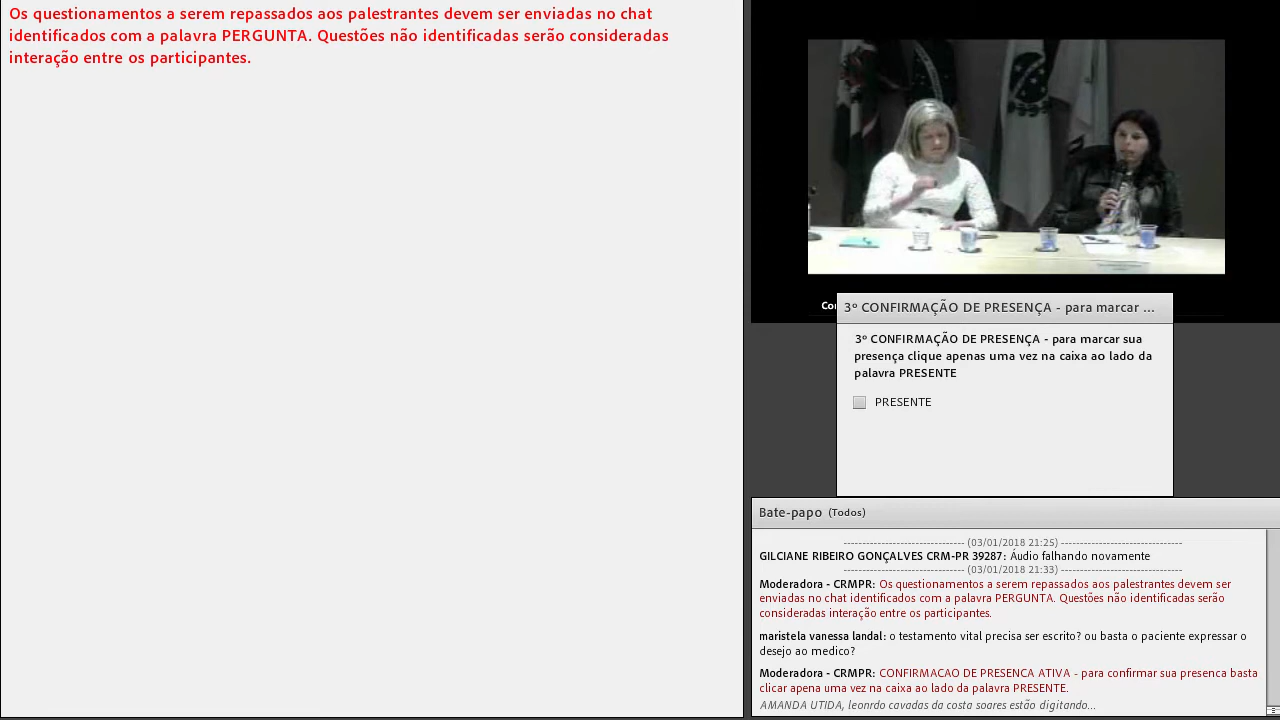 Os questionamentos a serem repassados aos palestrantes devem ser enviadas no chat
identificados com a palavra PERGUNTA. Questões não identificadas serão consideradas
interação entre os participantes.
3º CONFIRMAÇÃO DE PRESENÇA - para marcar ...
3º CONFIRMAÇÃO DE PRESENÇA - para marcar sua
presença clique apenas uma vez na caixa ao lado da
palavra PRESENTE
PRESENTE
Bate-papo (Todos)
-------------------------------- (03/01/2018 21:25) --------------------------------
GILCIANE RIBEIRO GONÇALVES CRM-PR 39287: Áudio falhando novamente
-------------------------------- (03/01/2018 21:33) --------------------------------
Moderadora - CRMPR: Os questionamentos a serem repassados aos palestrantes devem ser
enviadas no chat identificados com a palavra PERGUNTA. Questões não identificadas serão
consideradas interação entre os participantes.
maristela vanessa landal: o testamento vital precisa ser escrito? ou basta o paciente expressar o
desejo ao medico?
Moderadora - CRMPR: CONFIRMACAO DE PRESENCA ATIVA - para confirmar sua presenca basta
clicar apena uma vez na caixa ao lado da palavra PRESENTE.
AMANDA UTIDA, leonrdo cavadas da costa soares estão digitando...